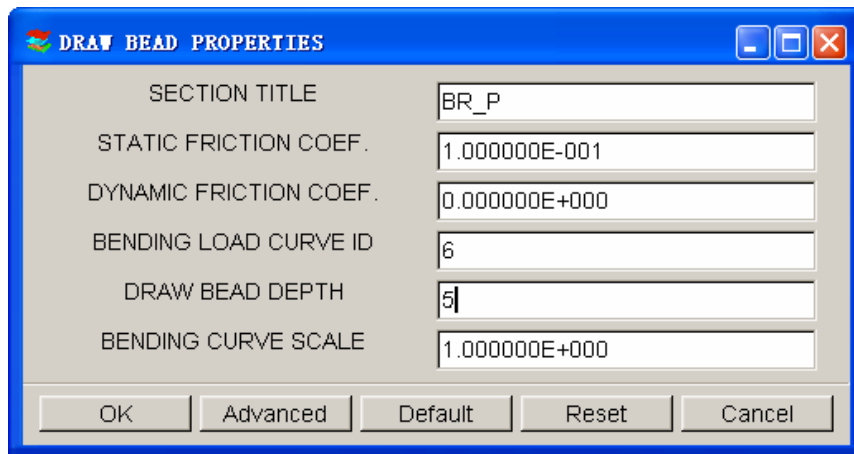 DRAW BEAD PROPERTIES
SECTION TITLE BR_P
STATIC FRICTION COEF. 1.000000E-001
DYNAMIC FRICTION COEF. 0.000000E+000
BENDING LOAD CURVE ID 6
DRAW BEAD DEPTH 5
BENDING CURVE SCALE 1.000000E+000
OK Advanced Default Reset Cancel